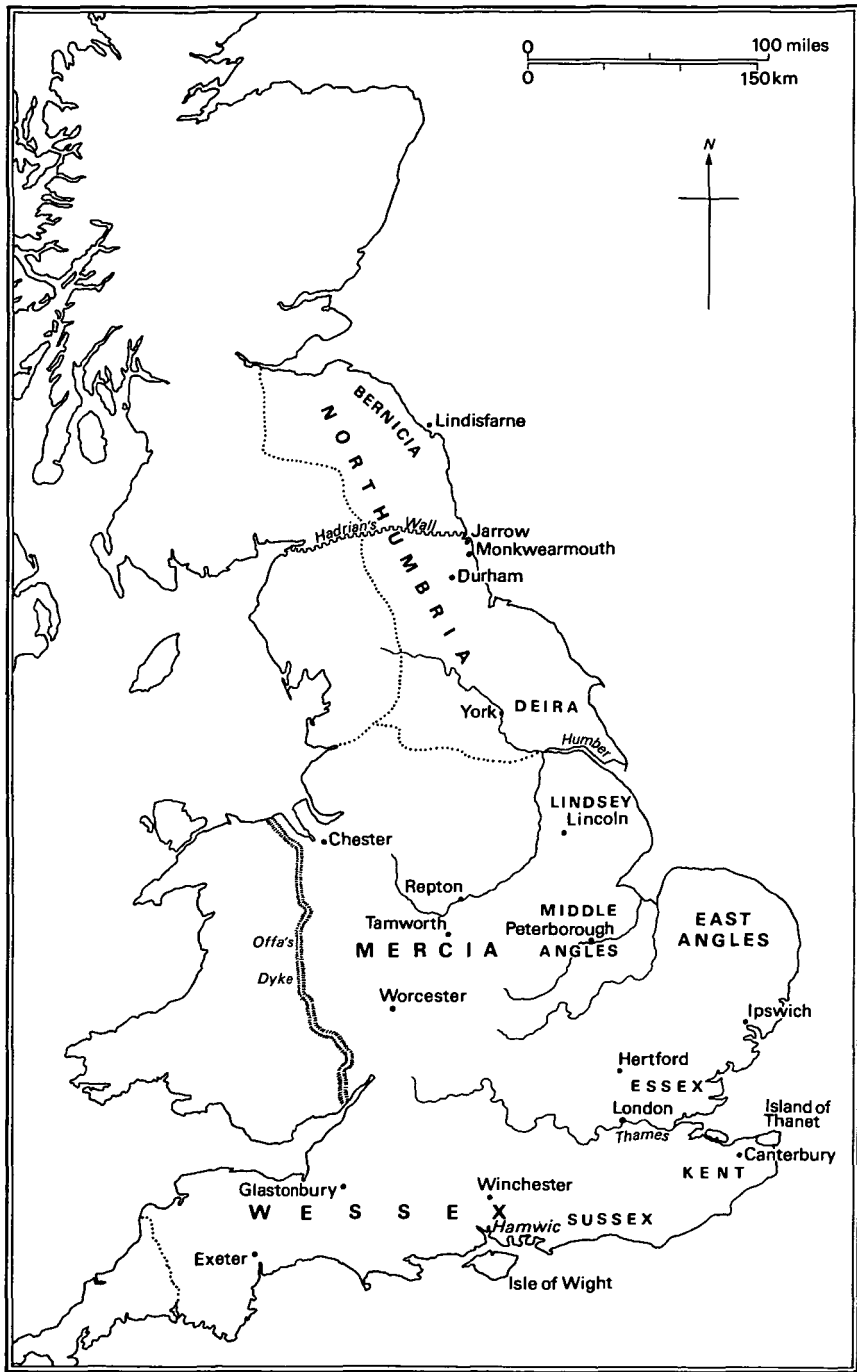 0 100 miles
0 150km
N
BERNICIA
Lindisfarne
NORTHUMBRIA
Hadrian's Wall
Jarrow
Monkwearmouth
Durham
York
DEIRA
Humber
LINDSEY
Lincoln
Chester
Repton
Tamworth
MIDDLE
Peterborough
ANGLES
EAST
ANGLES
MERCIA
Offa's
Dyke
Worcester
Ipswich
Hertford
ESSEX
London
Thames
Island of
Thanet
Canterbury
KENT
Glastonbury
Winchester
WESSEX
Hamwic
SUSSEX
Exeter
Isle of Wight